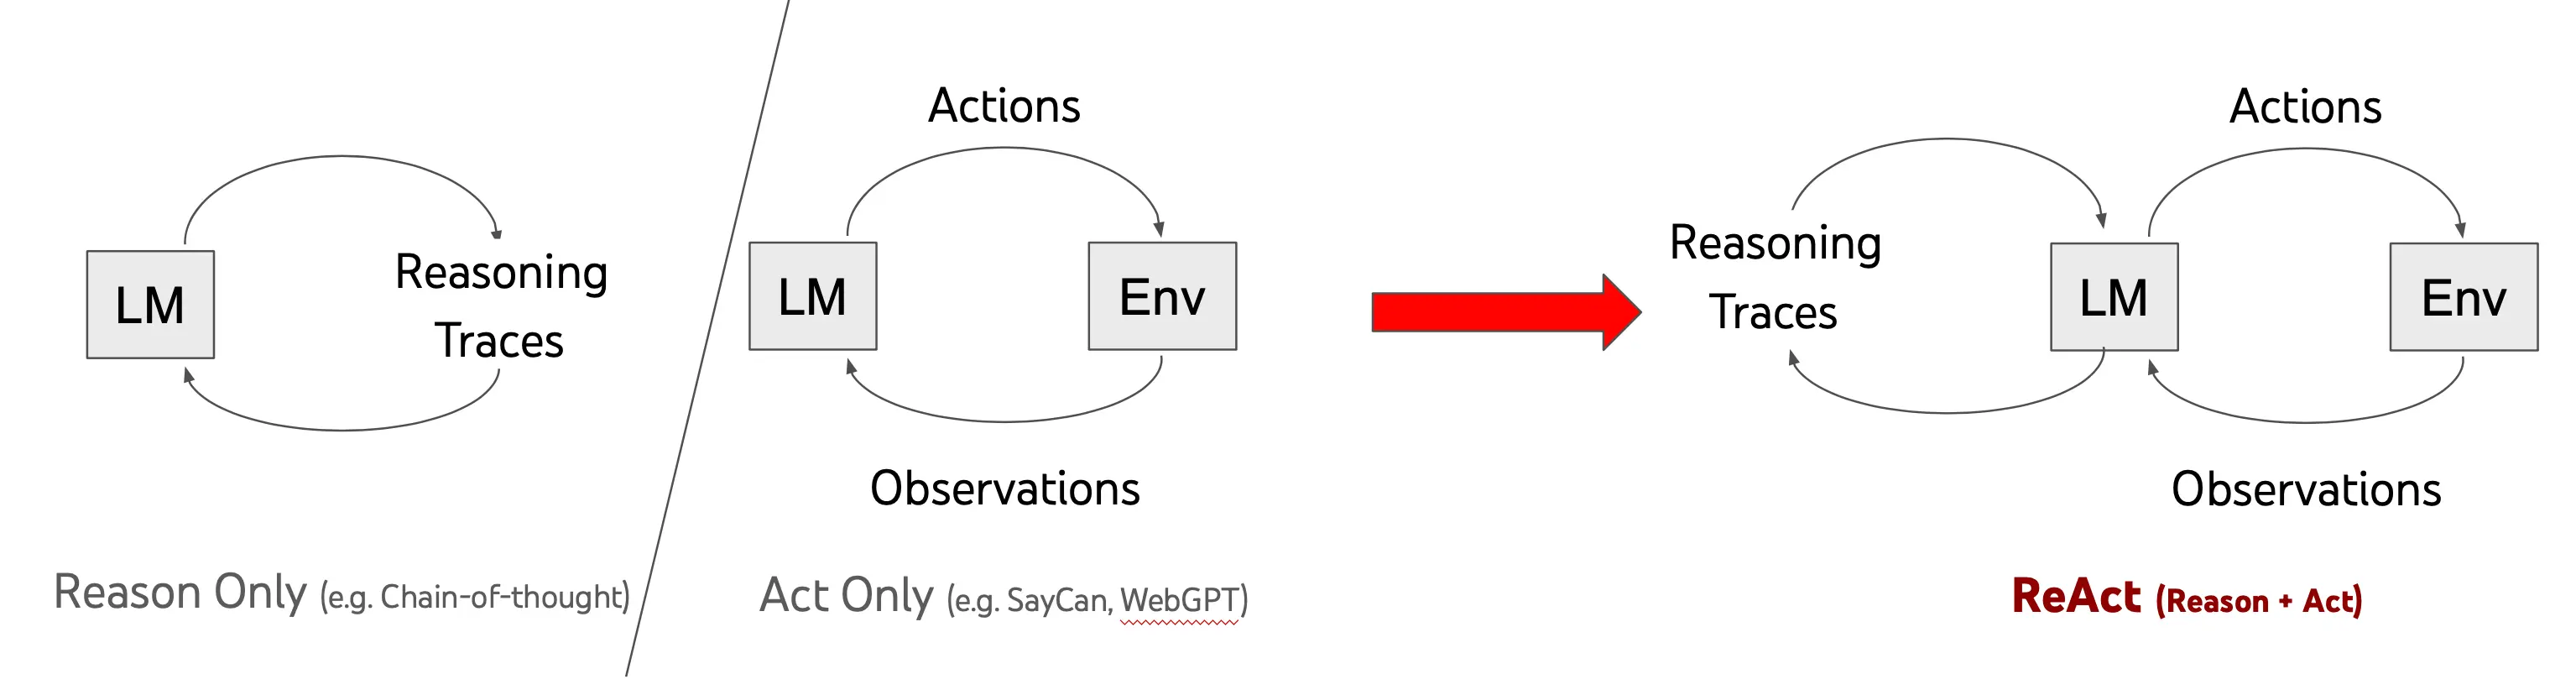 LM
Reasoning
Traces
Reason Only (e.g. Chain-of-thought)
Actions
LM
Env
Observations
Act Only (e.g. SayCan, WebGPT)
Reasoning
Traces
Actions
LM
Env
Observations
ReAct (Reason + Act)